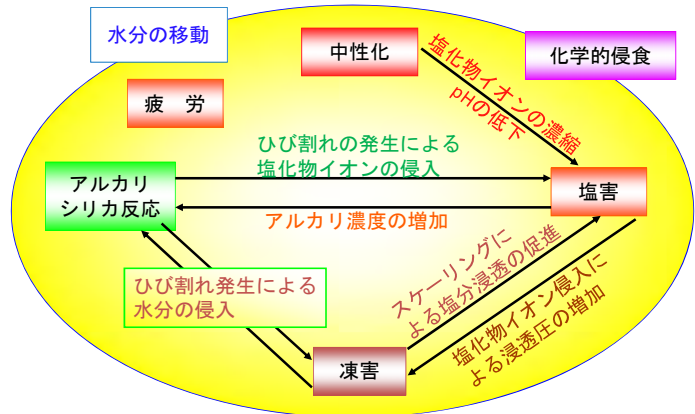 水分の移動
中性化
化学的侵食
疲　労
塩化物イオンの濃縮
pHの低下
ひび割れの発生による
塩化物イオンの侵入
アルカリ
シリカ反応
塩害
アルカリ濃度の増加
ひび割れ発生による
水分の侵入
スケーリングに
よる塩分浸透の促進
塩化物イオン侵入に
よる浸透圧の増加
凍害